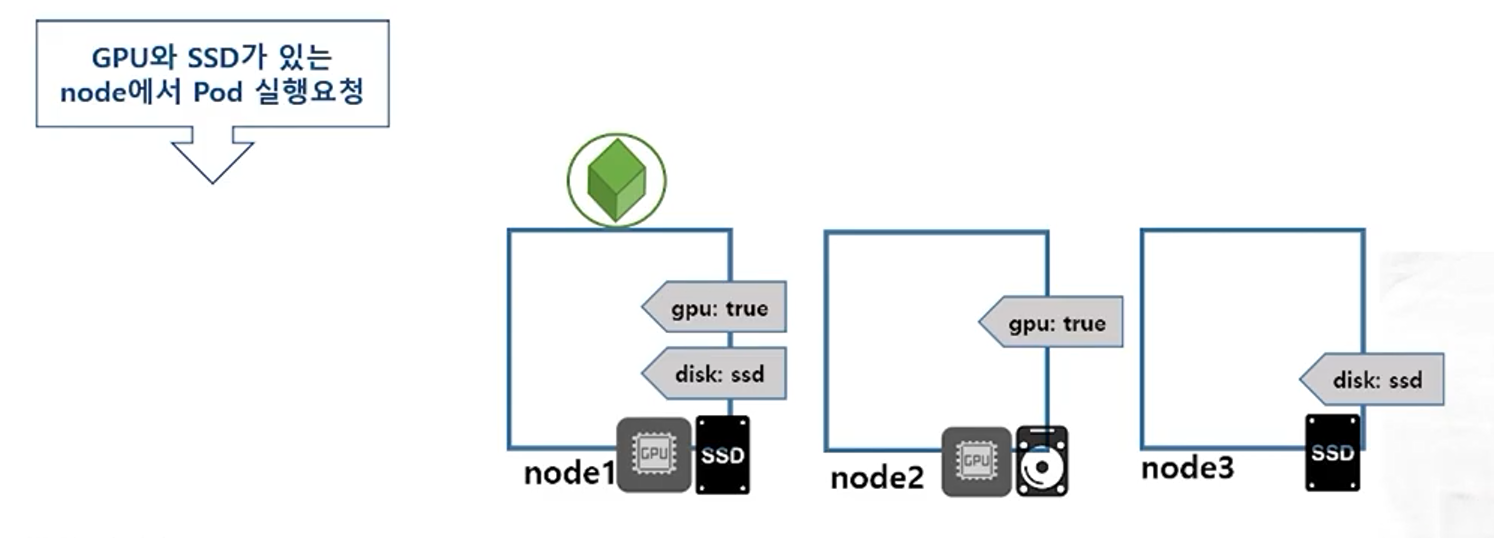 GPU와 SSD가 있는
node에서 Pod 실행요청
gpu: true
disk: ssd
GPU
SSD
node1
gpu: true
GPU
node2
disk: ssd
SSD
node3